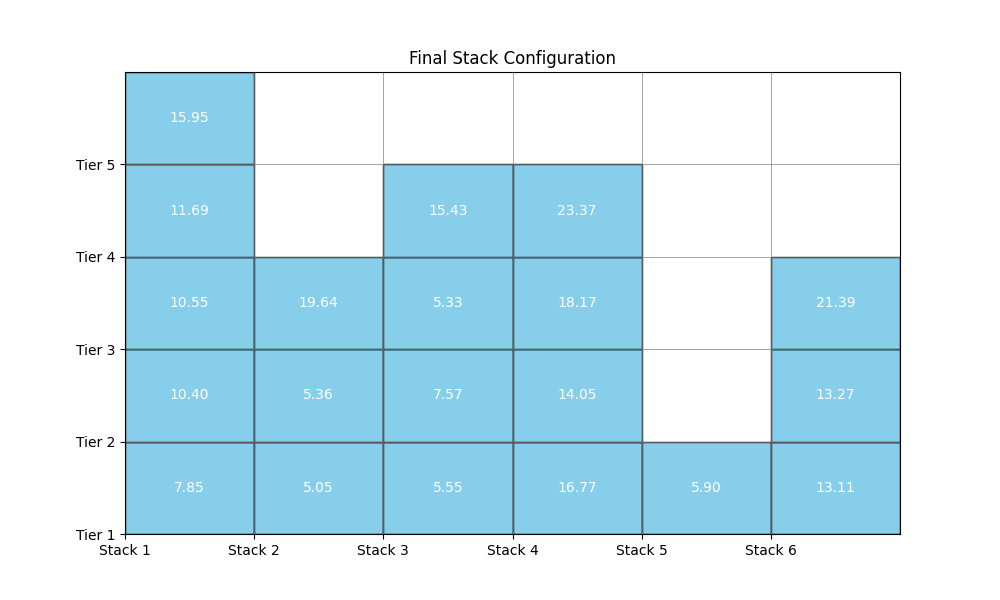 Final Stack Configuration
15.95
Tier 5
11.69 15.43 23.37
Tier 4
10.55 19.64 5.33 18.17 21.39
Tier 3
10.40 5.36 7.57 14.05 13.27
Tier 2
7.85 5.05 5.55 16.77 5.90 13.11
Tier 1
Stack 1 Stack 2 Stack 3 Stack 4 Stack 5 Stack 6